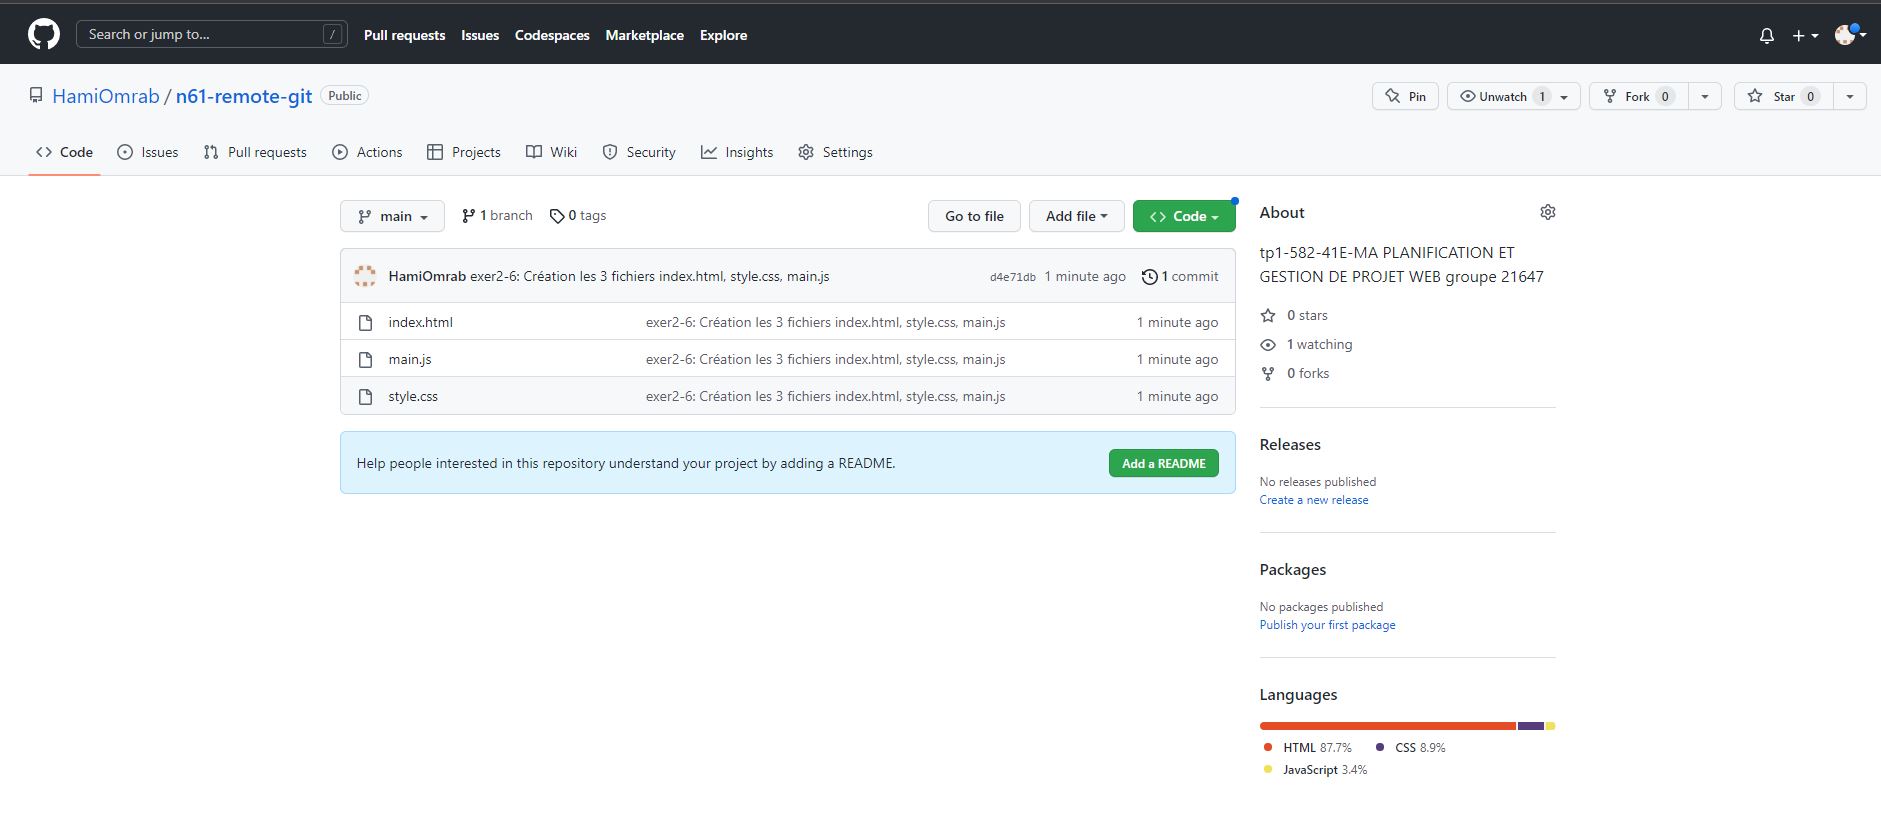 Search or jump to... / Pull requests Issues Codespaces Marketplace Explore
HamiOmrab / n61-remote-git Public Pin Unwatch 1 Fork 0 Star 0
Code Issues Pull requests Actions Projects Wiki Security Insights Settings
main 1 branch 0 tags Go to file Add file Code
HamiOmrab exer2-6: Création les 3 fichiers index.html, style.css, main.js d4e71db 1 minute ago 1 commit
index.html exer2-6: Création les 3 fichiers index.html, style.css, main.js 1 minute ago
main.js exer2-6: Création les 3 fichiers index.html, style.css, main.js 1 minute ago
style.css exer2-6: Création les 3 fichiers index.html, style.css, main.js 1 minute ago
Help people interested in this repository understand your project by adding a README. Add a README
About
tp1-582-41E-MA PLANIFICATION ET
GESTION DE PROJET WEB groupe 21647
0 stars
1 watching
0 forks
Releases
No releases published
Create a new release
Packages
No packages published
Publish your first package
Languages
HTML 87.7% CSS 8.9%
JavaScript 3.4%